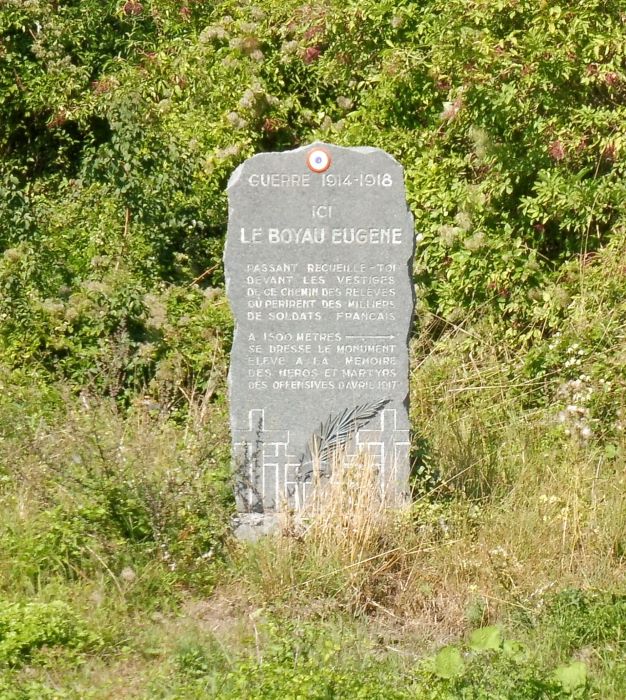 GUERRE 1914-1918
ICI
LE BOYAU EUGENE
PASSANT RECUEILLE-TOI
DEVANT LES VESTIGES
DE CE CHEMIN DES RELEVES
OU PERIRENT DES MILLIERS
DE SOLDATS FRANCAIS
A 1500 METRES
SE DRESSE LE MONUMENT
ELEVE A LA MEMOIRE
DES HEROS ET MARTYRS
DES OFFENSIVES D'AVRIL 1917